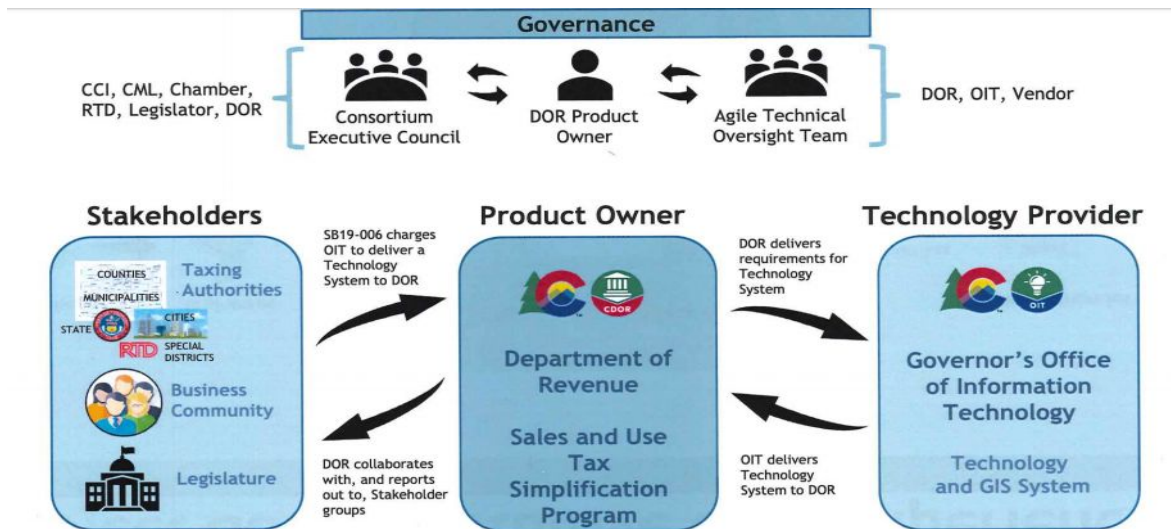 Governance
CCI, CML, Chamber,
RTD, Legislator, DOR
Consortium
Executive Council
DOR Product
Owner
Agile Technical
Oversight Team
DOR, OIT, Vendor
Stakeholders
COUNTIES
MUNICIPALITIES
Taxing
Authorities
STATE
CITIES
RTD
SPECIAL
DISTRICTS
Business
Community
Legislature
SB19-006 charges
OIT to deliver a
Technology
System to DOR
DOR collaborates
with, and reports
out to, Stakeholder
groups
Product Owner
CDOR
Department of
Revenue
Sales and Use
Tax
Simplification
Program
DOR delivers
requirements for
Technology
System
OIT delivers
Technology
System to DOR
Technology Provider
OIT
Governor's Office
of Information
Technology
Technology
and GIS System